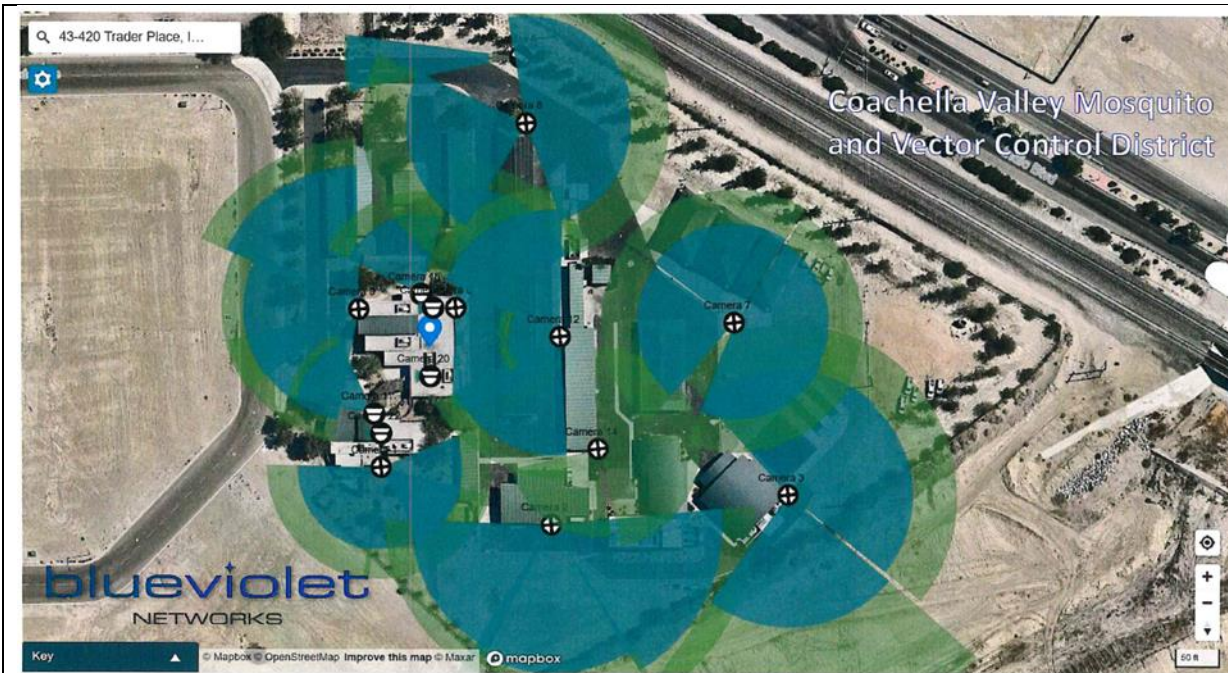 43-420 Trader Place, I...
Coachella Valley Mosquito
and Vector Control District
Camera 8
Camera 7
Camera 12
Camera 20
Camera 14
Camera 3
blueviolet
NETWORKS
Key
© Mapbox © OpenStreetMap Improve this map © Maxar
mapbox
50 ft